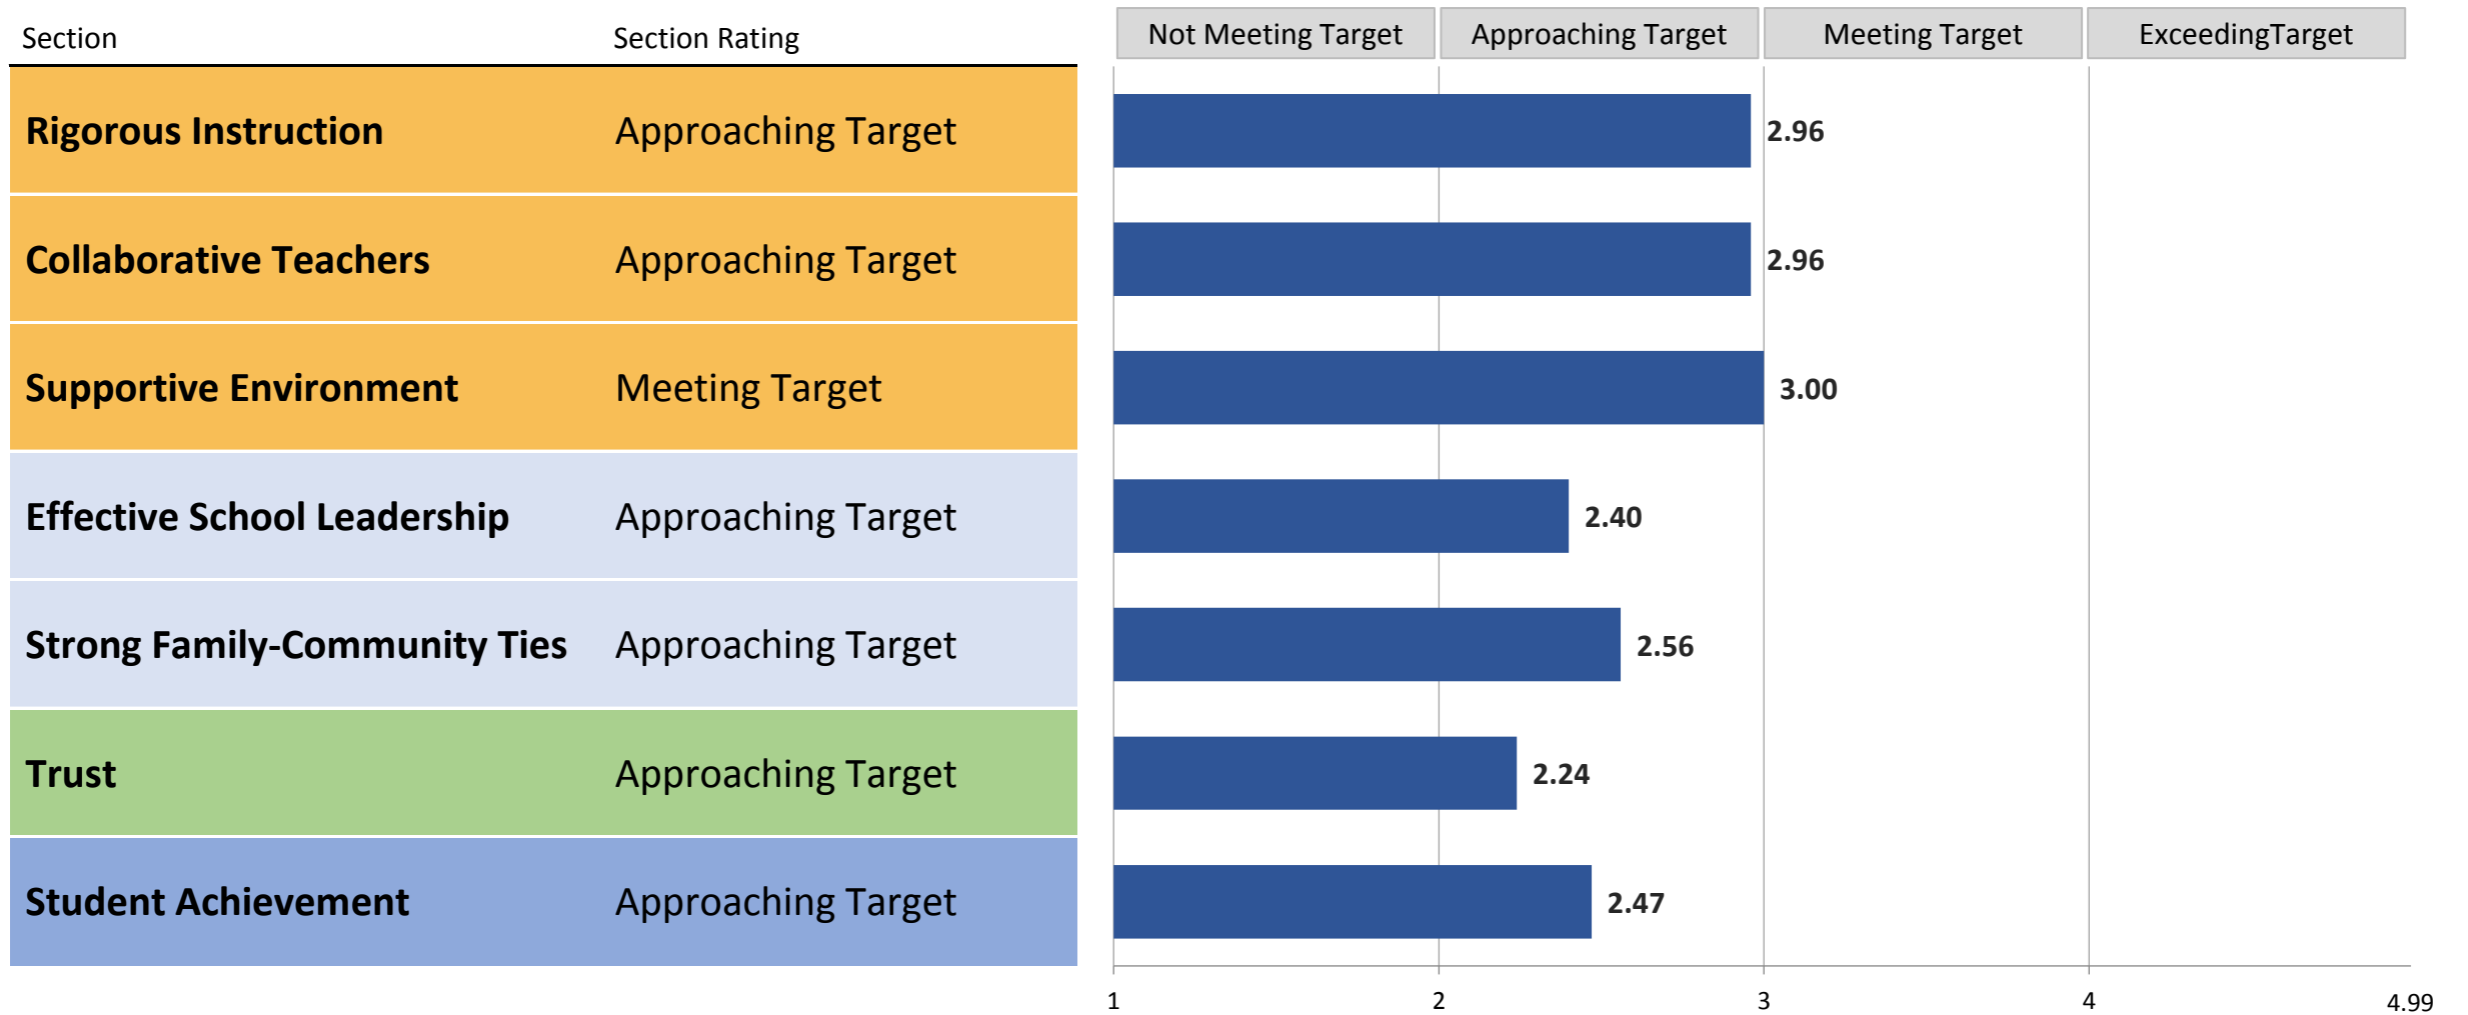 Section Section Rating Not Meeting Target Approaching Target Meeting Target ExceedingTarget
Rigorous Instruction Approaching Target 2.96
Collaborative Teachers Approaching Target 2.96
Supportive Environment Meeting Target 3.00
Effective School Leadership Approaching Target 2.40
Strong Family-Community Ties Approaching Target 2.56
Trust Approaching Target 2.24
Student Achievement Approaching Target 2.47
1 2 3 4 4.99